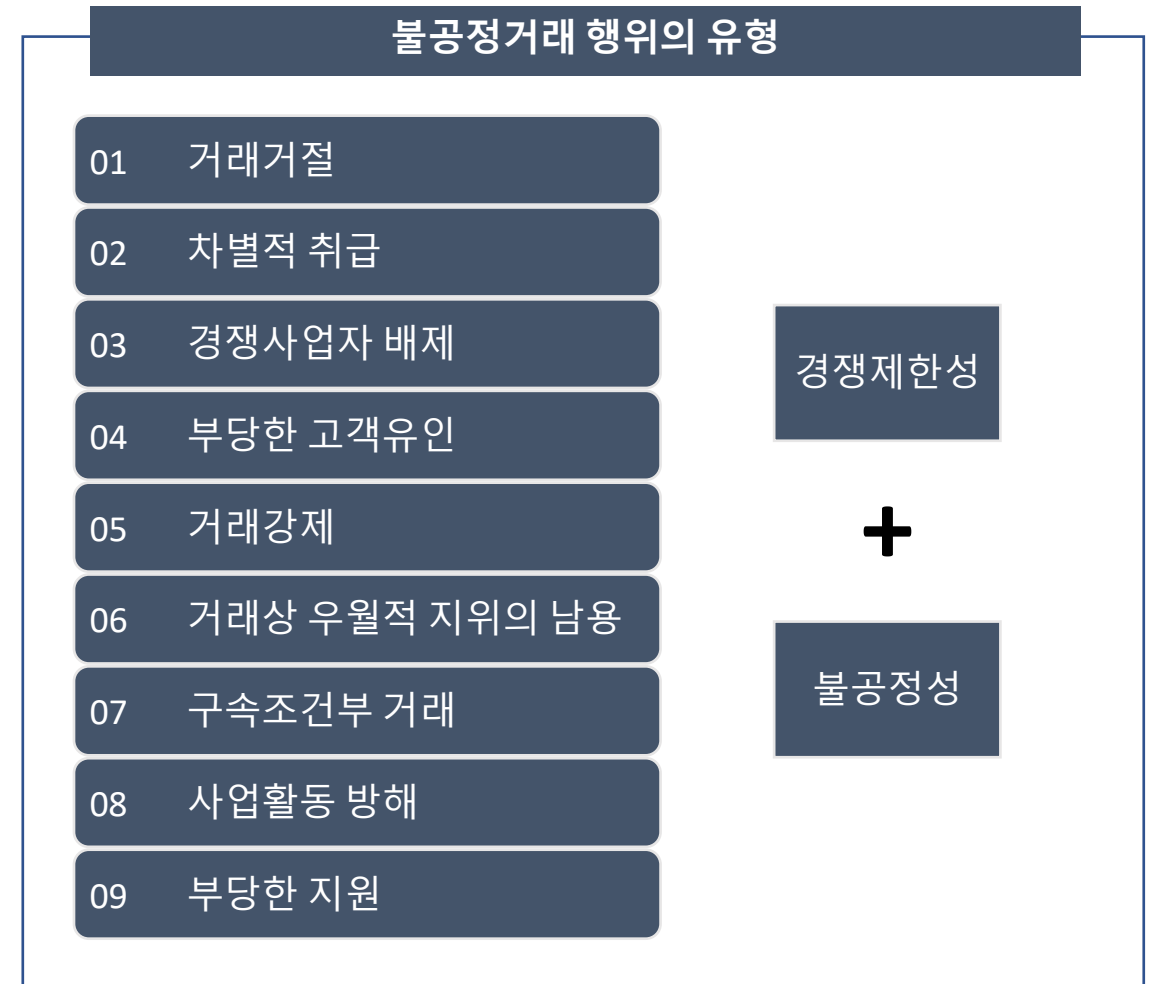 불공정거래 행위의 유형
01 거래거절
02 차별적 취급
03 경쟁사업자 배제
04 부당한 고객유인
05 거래강제
06 거래상 우월적 지위의 남용
07 구속조건부 거래
08 사업활동 방해
09 부당한 지원
경쟁제한성
+
불공정성